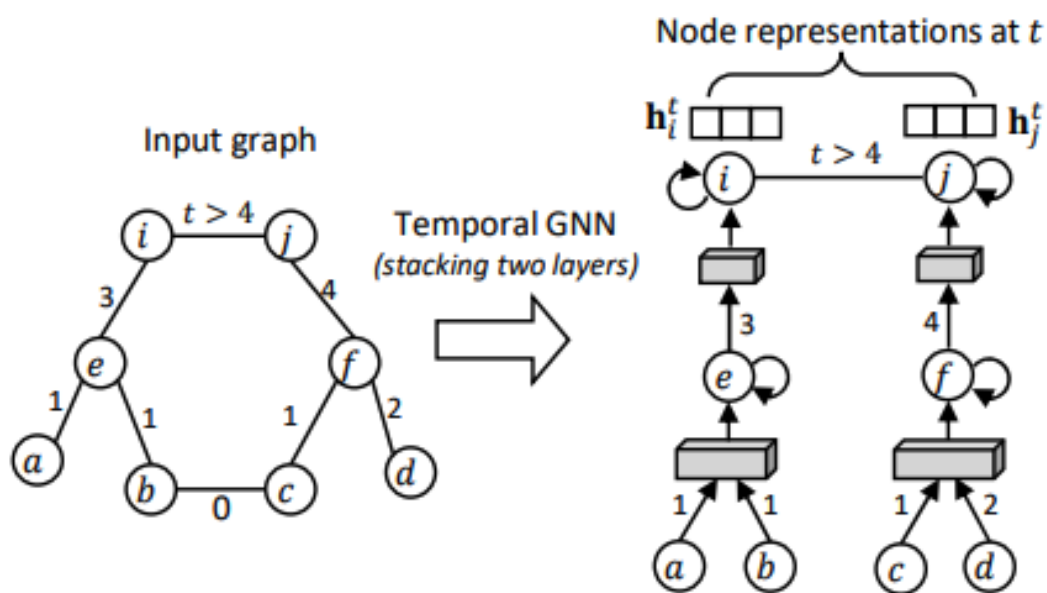 Node representations at t
h_i^t h_j^t
Input graph
t > 4
i j
t > 4
i j
Temporal GNN
(stacking two layers)
3 4
3 4
e f
e f
1 1 1 2
a d
b c
0
1 1 1 2
a b c d